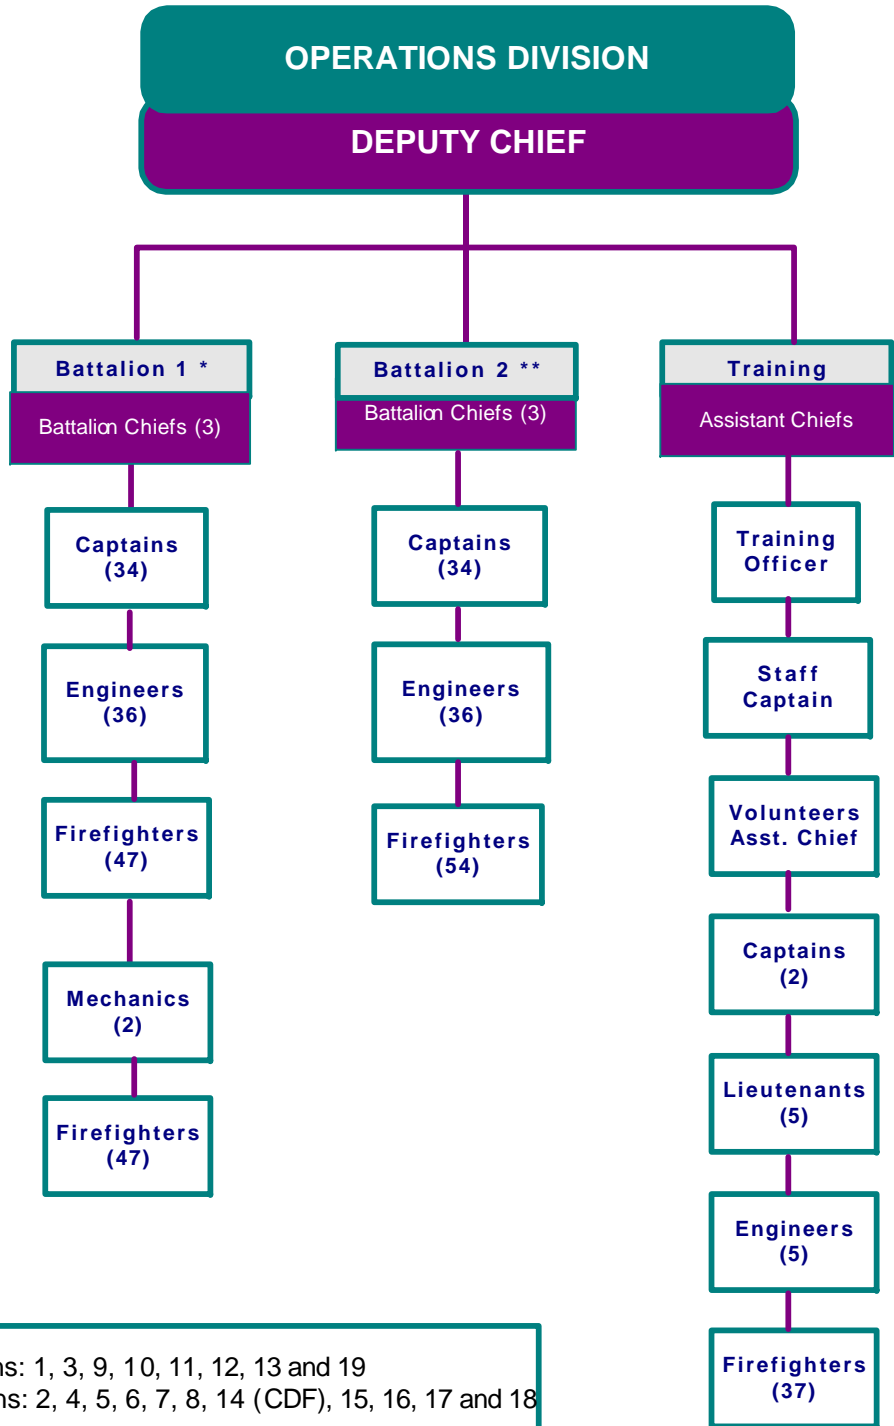 OPERATIONS DIVISION
DEPUTY CHIEF
Battalion 1 *
Battalion Chiefs (3)
Captains
(34)
Engineers
(36)
Firefighters
(47)
Mechanics
(2)
Firefighters
(47)
Battalion 2 **
Battalion Chiefs (3)
Captains
(34)
Engineers
(36)
Firefighters
(54)
Training
Assistant Chiefs
Training
Officer
Staff
Captain
Volunteers
Asst. Chief
Captains
(2)
Lieutenants
(5)
Engineers
(5)
Firefighters
(37)
ns: 1, 3, 9, 10, 11, 12, 13 and 19
ns: 2, 4, 5, 6, 7, 8, 14 (CDF), 15, 16, 17 and 18